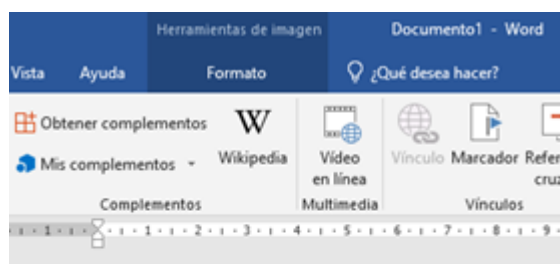 Herramientas de imagen Documento1 - Word
Vista Ayuda Formato ¿Qué desea hacer?
Obtener complementos W Wikipedia
Mis complementos
Vídeo
en línea
Vínculo Marcador
Complementos Multimedia Vínculos
1 1 2 3 4 5 6 7 8 9